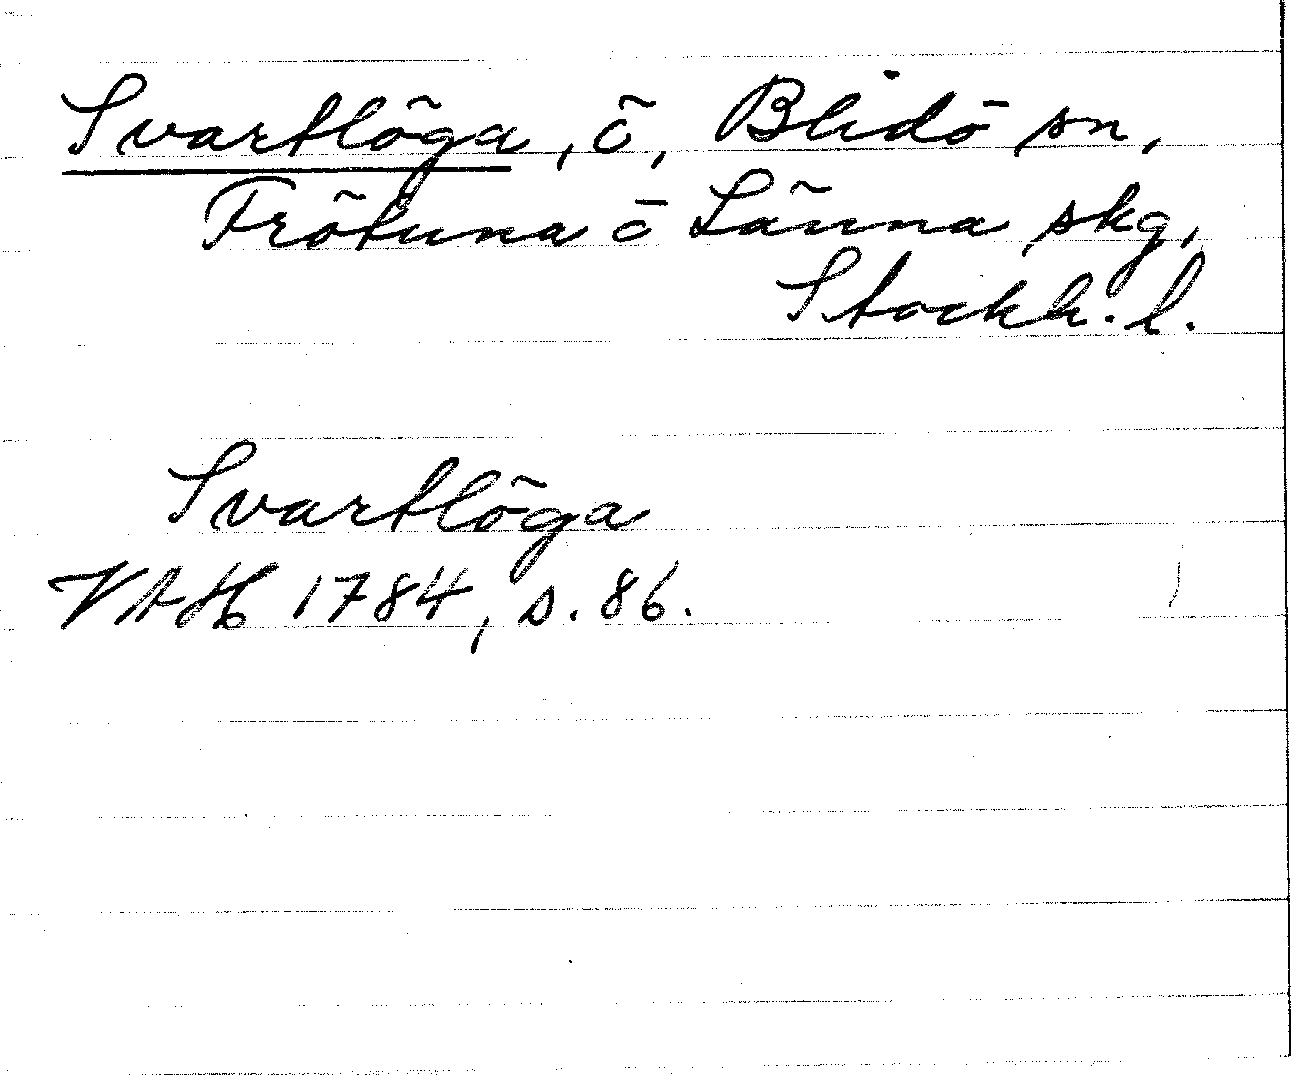 Svartlöga, ö, Blidö sn,
Frötuna o Länna skg,
Stockh. l.
Svartlöga
VAH 1784, s. 86.